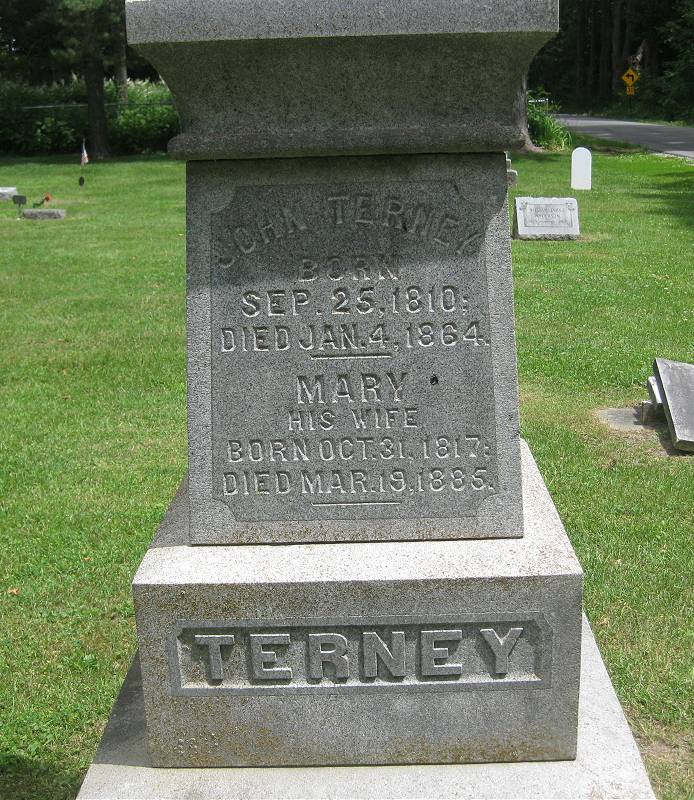 JOHN TERNEY
BORN
SEP. 25, 1810;
DIED JAN. 4, 1864.
MARY
HIS WIFE
BORN OCT. 31, 1817;
DIED MAR. 19, 1885.
TERNEY